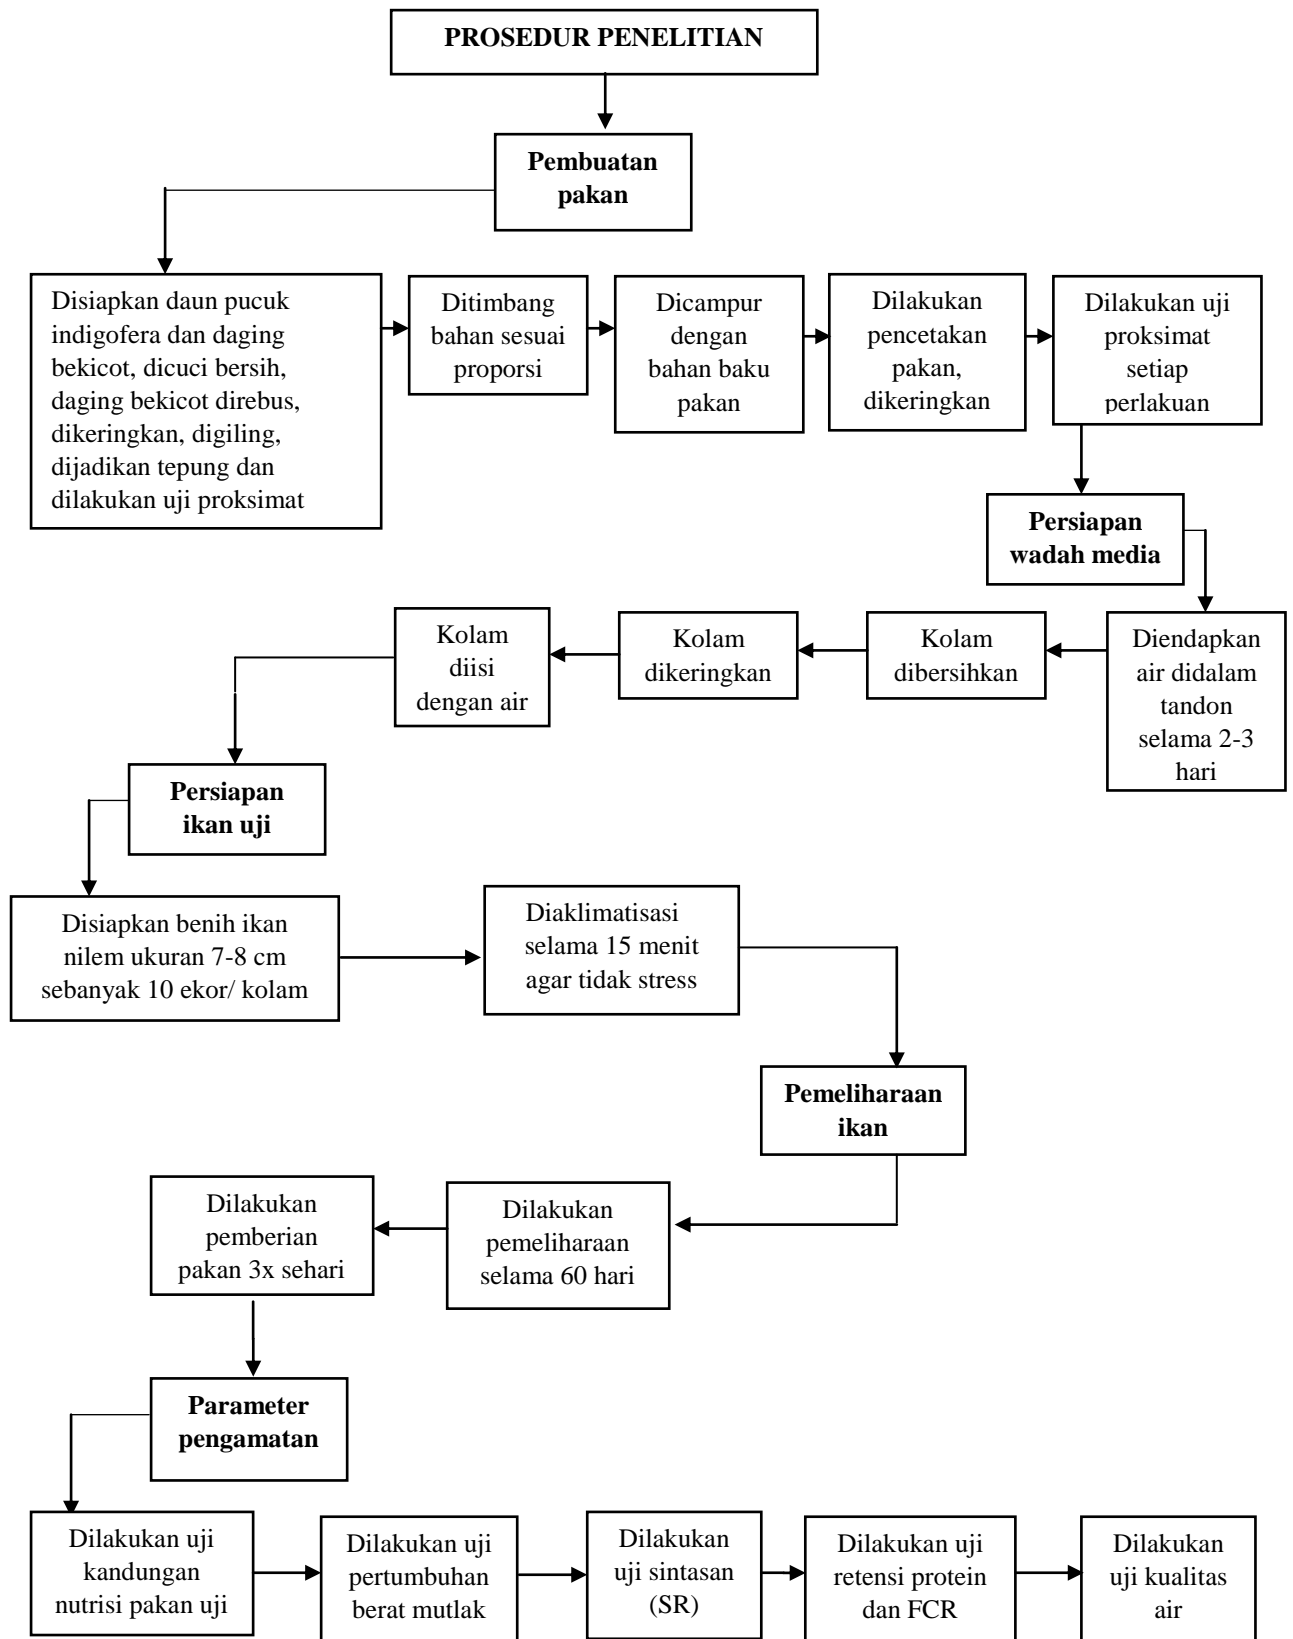 PROSEDUR PENELITIAN
Pembuatan
pakan
Disiapkan daun pucuk
indigofera dan daging
bekicot, dicuci bersih,
daging bekicot direbus,
dikeringkan, digiling,
dijadikan tepung dan
dilakukan uji proksimat
Ditimbang
bahan sesuai
proporsi
Dicampur
dengan
bahan baku
pakan
Dilakukan
pencetakan
pakan,
dikeringkan
Dilakukan uji
proksimat
setiap
perlakuan
Persiapan
wadah media
Diendapkan
air didalam
tandon
selama 2-3
hari
Kolam
dibersihkan
Kolam
dikeringkan
Kolam
diisi
dengan air
Persiapan
ikan uji
Disiapkan benih ikan
nilem ukuran 7-8 cm
sebanyak 10 ekor/ kolam
Diaklimatisasi
selama 15 menit
agar tidak stress
Pemeliharaan
ikan
Dilakukan
pemeliharaan
selama 60 hari
Dilakukan
pemberian
pakan 3x sehari
Parameter
pengamatan
Dilakukan uji
kandungan
nutrisi pakan uji
Dilakukan uji
pertumbuhan
berat mutlak
Dilakukan
uji sintasan
(SR)
Dilakukan uji
retensi protein
dan FCR
Dilakukan
uji kualitas
air